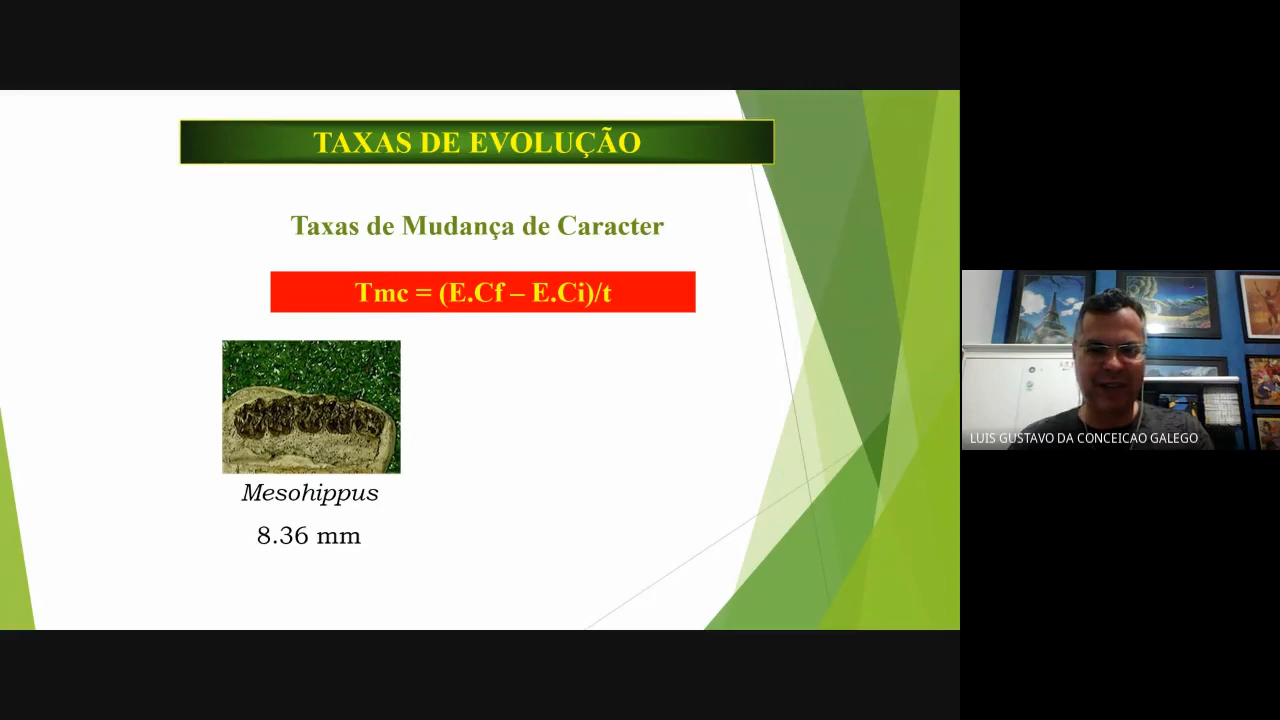 TAXAS DE EVOLUÇÃO
Taxas de Mudança de Caracter
Tmc = (E.Cf – E.Ci)/t
Mesohippus
8.36 mm
LUIS GUSTAVO DA CONCEICAO GALEGO